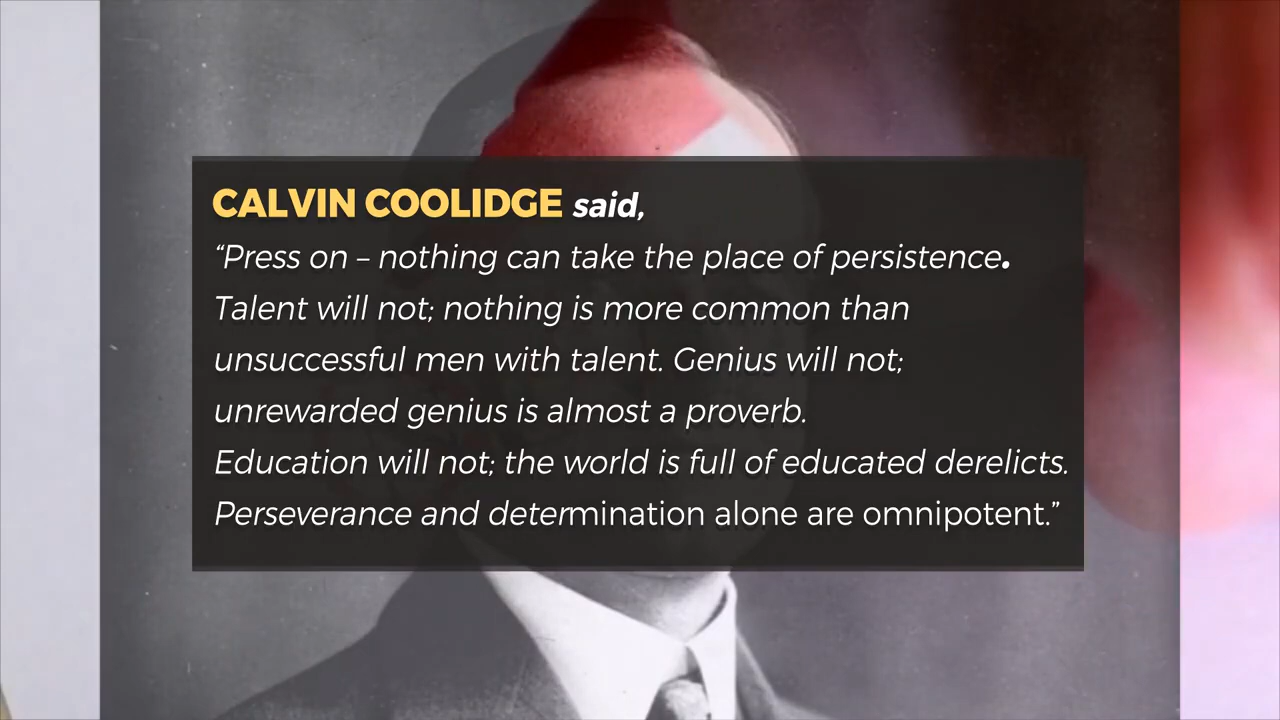 CALVIN COOLIDGE said,
“Press on – nothing can take the place of persistence.
Talent will not; nothing is more common than
unsuccessful men with talent. Genius will not;
unrewarded genius is almost a proverb.
Education will not; the world is full of educated derelicts.
Perseverance and determination alone are omnipotent.”